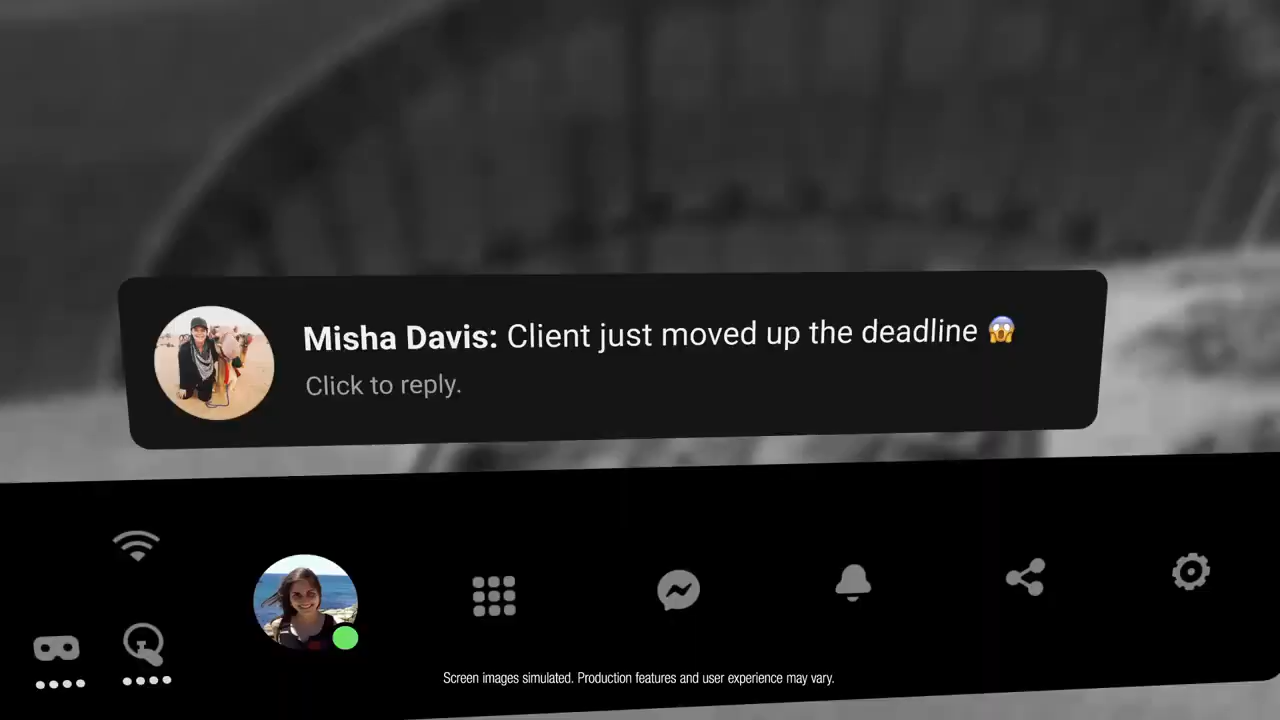 Misha Davis: Client just moved up the deadline 😱
Click to reply.
Screen images simulated. Production features and user experience may vary.